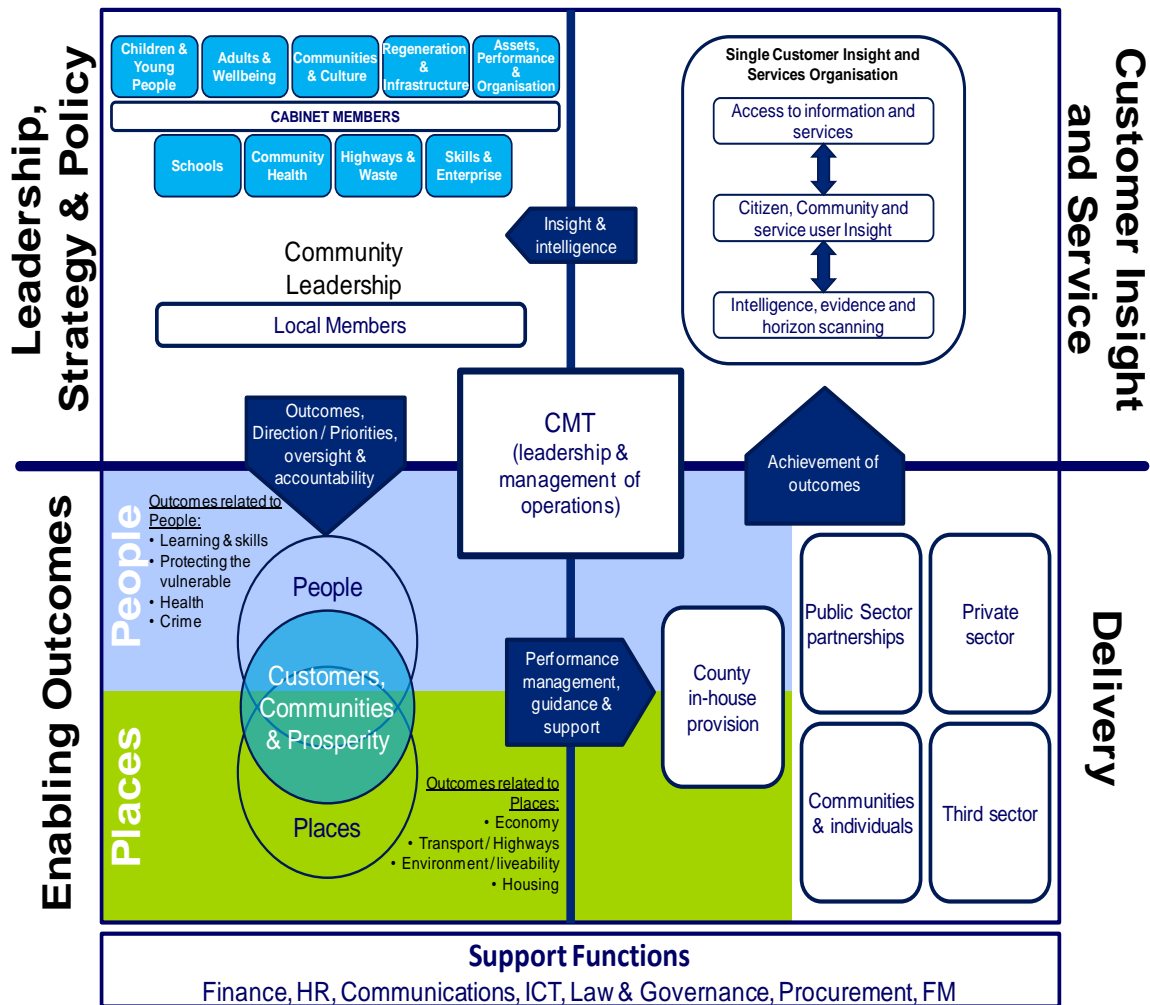 Leadership,
Strategy & Policy
Children &
Young
People
Adults &
Wellbeing
Communities
& Culture
Regeneration
&
Infrastructure
Assets,
Performance
&
Organisation
CABINET MEMBERS
Schools
Community
Health
Highways &
Waste
Skills &
Enterprise
Community
Leadership
Local Members
Insight &
intelligence
Single Customer Insight and
Services Organisation
Access to information and
services
Citizen, Community and
service user Insight
Intelligence, evidence and
horizon scanning
Customer Insight
and Service
Outcomes,
Direction / Priorities,
oversight &
accountability
CMT
(leadership &
management of
operations)
Achievement of
outcomes
Enabling Outcomes
People
Outcomes related to
People:
• Learning & skills
• Protecting the
vulnerable
• Health
• Crime
People
Customers,
Communities
& Prosperity
Places
Places
Outcomes related to
Places:
• Economy
• Transport / Highways
• Environment / liveability
• Housing
Performance
management,
guidance &
support
County
in-house
provision
Public Sector
partnerships
Private
sector
Communities
& individuals
Third sector
Delivery
Support Functions
Finance, HR, Communications, ICT, Law & Governance, Procurement, FM